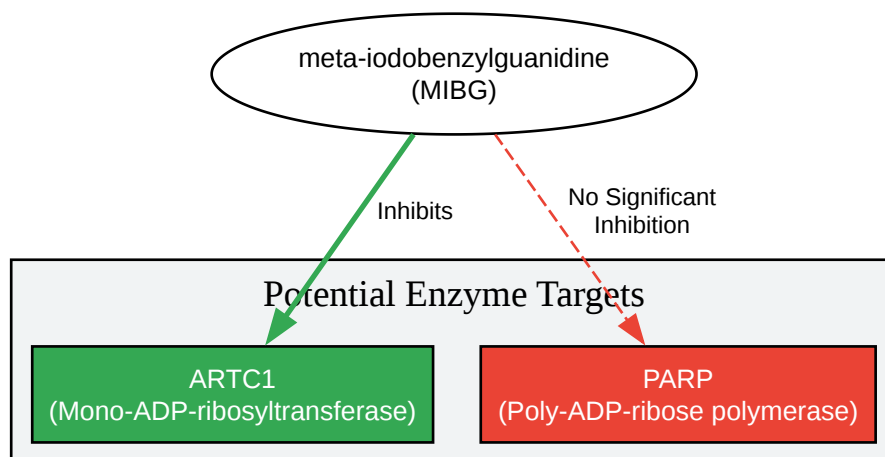 meta-iodobenzylguanidine
(MIBG)
Inhibits
No Significant
Inhibition
Potential Enzyme Targets
ARTC1
(Mono-ADP-ribosyltransferase)
PARP
(Poly-ADP-ribose polymerase)